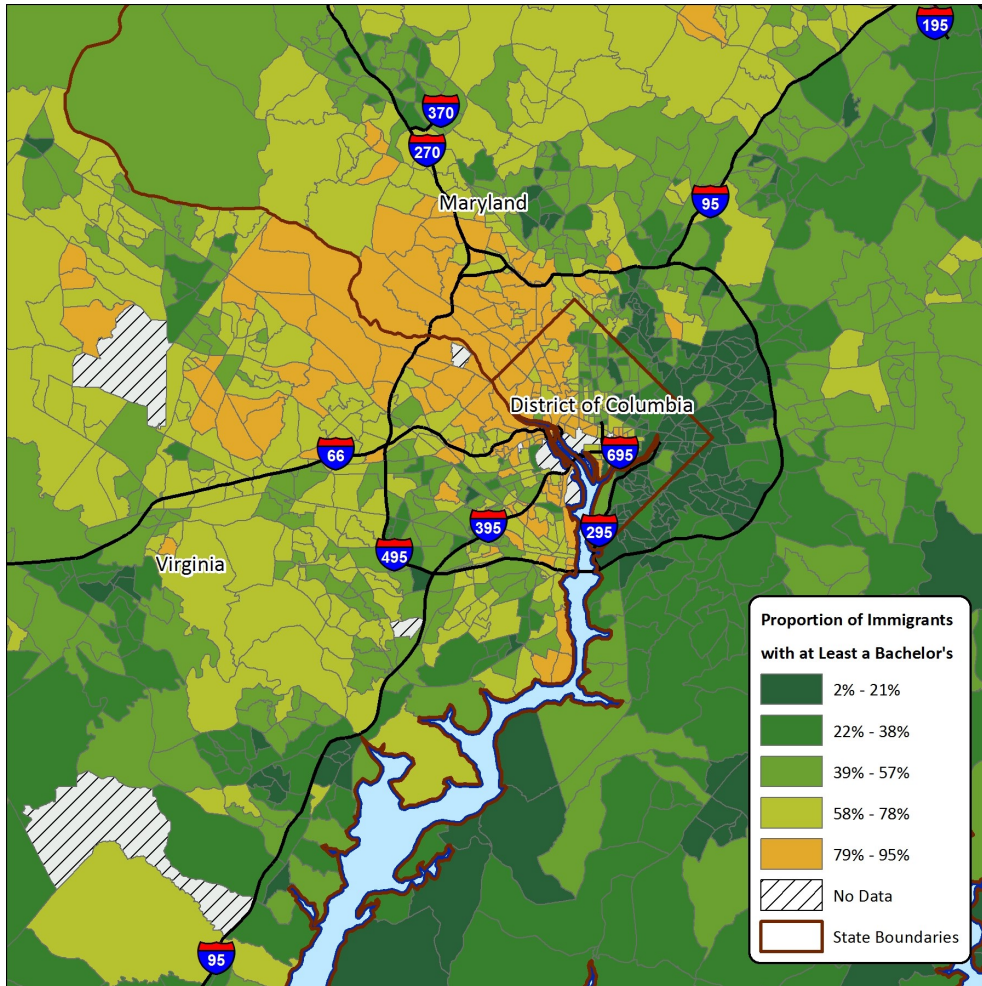 195
370
270
Maryland
95
District of Columbia
66
695
395
295
495
Virginia
Proportion of Immigrants
with at Least a Bachelor's
2% - 21%
22% - 38%
39% - 57%
58% - 78%
79% - 95%
No Data
State Boundaries
95